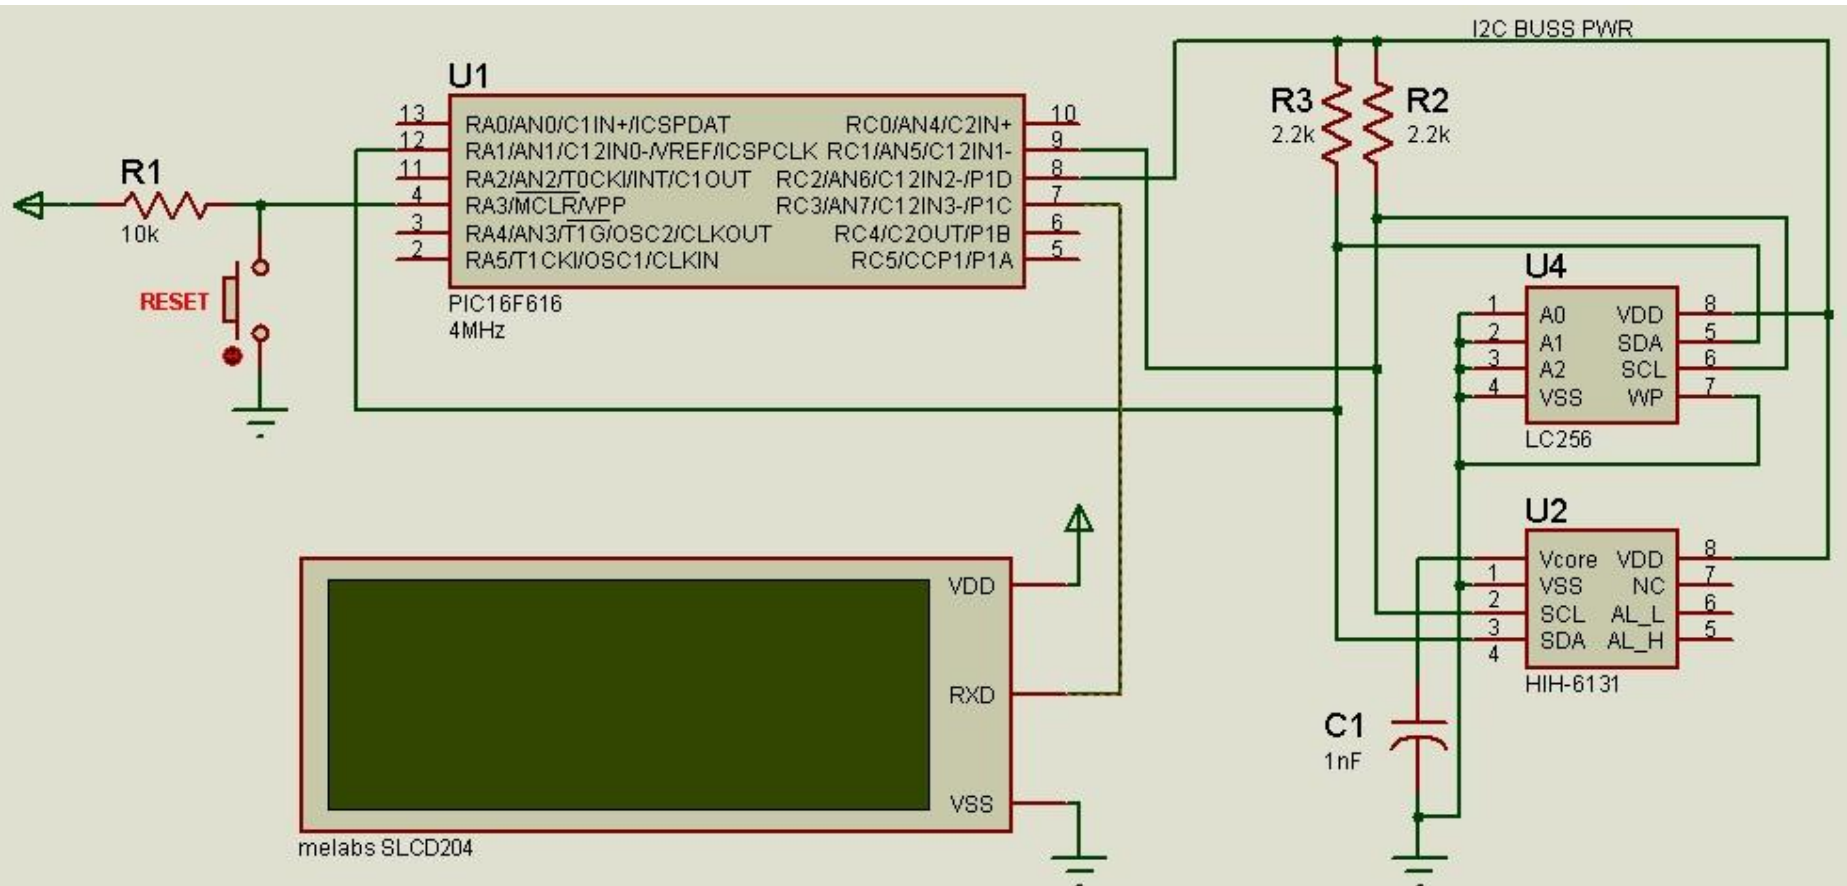 I2C BUSS PWR
U1
13 RA0/AN0/C1IN+/ICSPDAT RC0/AN4/C2IN+ 10
12 RA1/AN1/C12IN0-/VREF/ICSPCLK RC1/AN5/C12IN1- 9
11 RA2/AN2/T0CKI/INT/C1OUT RC2/AN6/C12IN2-/P1D 8
4 RA3/MCLR/VPP RC3/AN7/C12IN3-/P1C 7
3 RA4/AN3/T1G/OSC2/CLKOUT RC4/C2OUT/P1B 6
2 RA5/T1CKI/OSC1/CLKIN RC5/CCP1/P1A 5
PIC16F616
4MHz
R1
10k
RESET
R3
2.2k
R2
2.2k
U4
1 A0 VDD 8
2 A1 SDA 5
3 A2 SCL 6
4 VSS WP 7
LC256
U2
Vcore VDD 8
1 VSS NC 7
2 SCL AL_L 6
3 SDA AL_H 5
4
HIH-6131
C1
1nF
VDD
RXD
VSS
melabs SLCD204